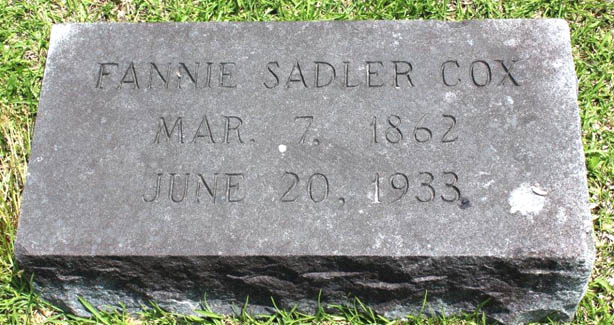 FANNIE SADLER COX
MAR. 7, 1862
JUNE 20, 1933